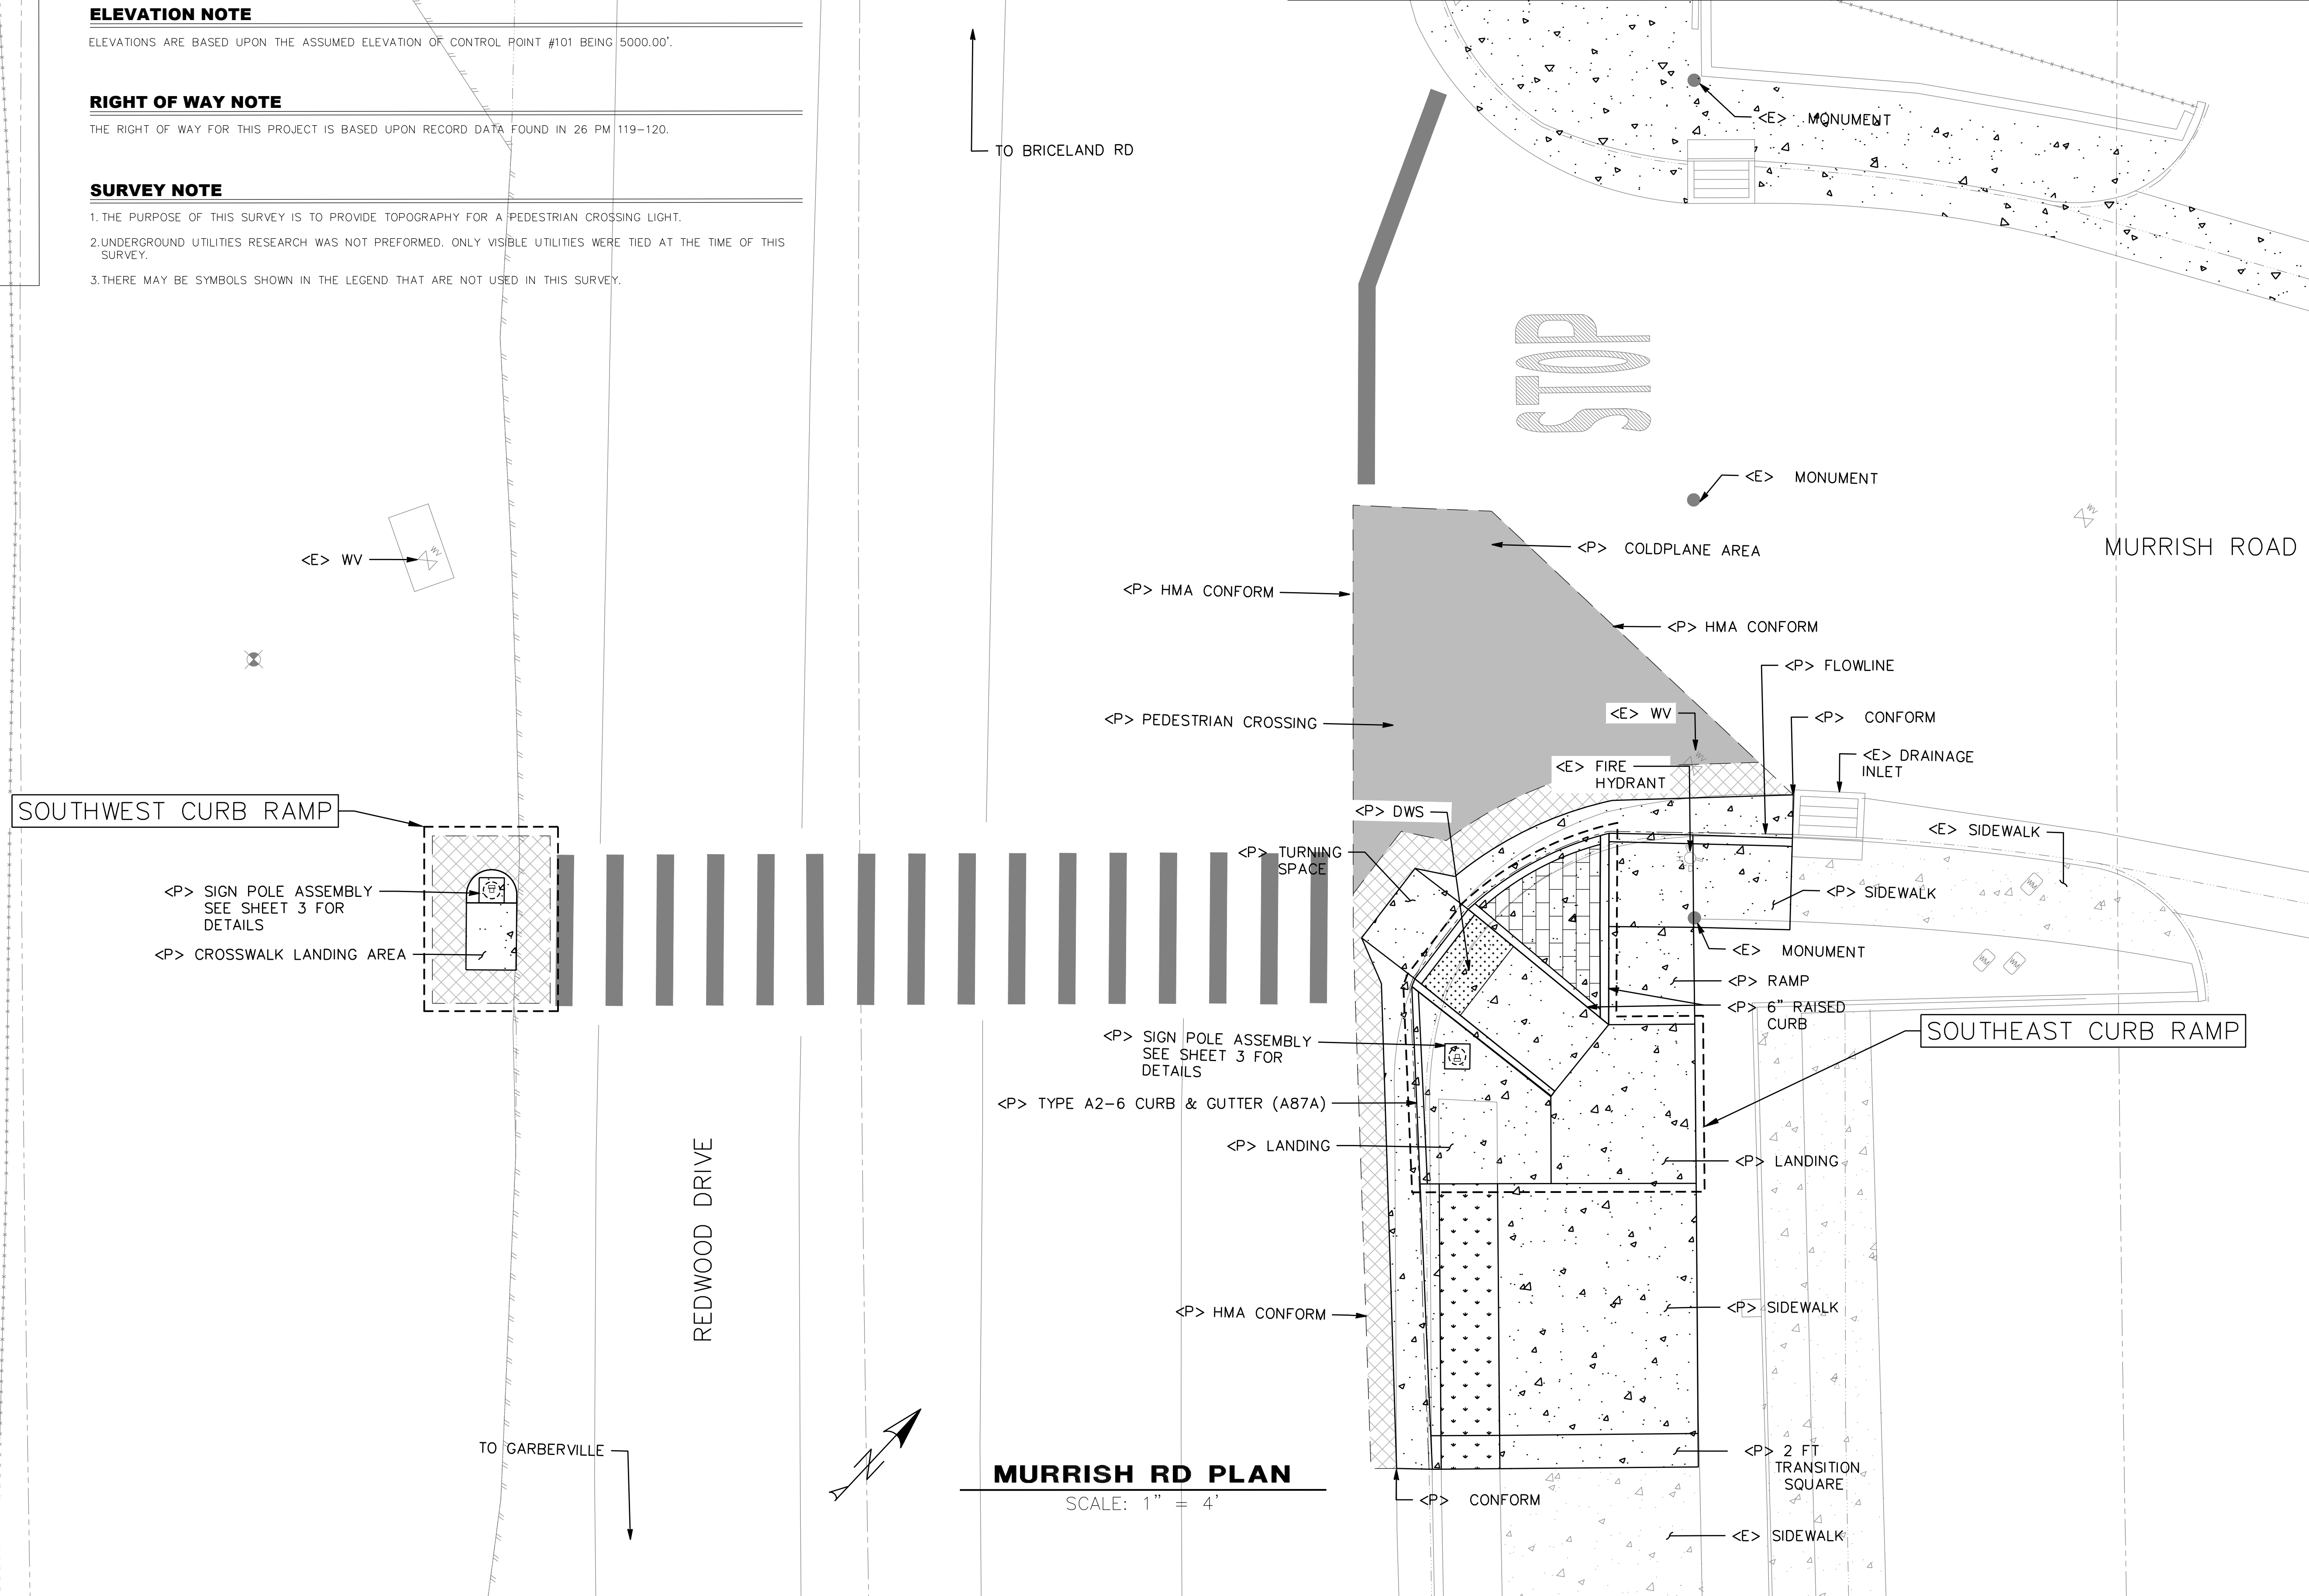 ELEVATION NOTE
ELEVATIONS ARE BASED UPON THE ASSUMED ELEVATION OF CONTROL POINT #101 BEING 5000.00'.
RIGHT OF WAY NOTE
THE RIGHT OF WAY FOR THIS PROJECT IS BASED UPON RECORD DATA FOUND IN 26 PM 119-120.
SURVEY NOTE
1. THE PURPOSE OF THIS SURVEY IS TO PROVIDE TOPOGRAPHY FOR A PEDESTRIAN CROSSING LIGHT.
2.UNDERGROUND UTILITIES RESEARCH WAS NOT PREFORMED. ONLY VISIBLE UTILITIES WERE TIED AT THE TIME OF THIS
SURVEY.
3.THERE MAY BE SYMBOLS SHOWN IN THE LEGEND THAT ARE NOT USED IN THIS SURVEY.
TO BRICELAND RD
<E> MONUMENT
STOP
<E> MONUMENT
WV
MURRISH ROAD
<E> WV
WV
<P> COLDPLANE AREA
<P> HMA CONFORM
<P> HMA CONFORM
<P> FLOWLINE
<P> PEDESTRIAN CROSSING
<E> WV
WV
<P> CONFORM
<E> DRAINAGE
INLET
<E> FIRE
HYDRANT
SOUTHWEST CURB RAMP
<P> DWS
<E> SIDEWALK
<P> TURNING
SPACE
<P> SIGN POLE ASSEMBLY
SEE SHEET 3 FOR
DETAILS
<P> SIDEWALK
WM
<P> CROSSWALK LANDING AREA
<E> MONUMENT
WM
WM
<P> RAMP
<P> 6" RAISED
CURB
SOUTHEAST CURB RAMP
<P> SIGN POLE ASSEMBLY
SEE SHEET 3 FOR
DETAILS
<P> TYPE A2-6 CURB & GUTTER (A87A)
<P> LANDING
<P> LANDING
REDWOOD DRIVE
<P> HMA CONFORM
<P> SIDEWALK
TO GARBERVILLE
N
MURRISH RD PLAN
SCALE: 1" = 4'
<P> 2 FT
TRANSITION
SQUARE
<P> CONFORM
<E> SIDEWALK